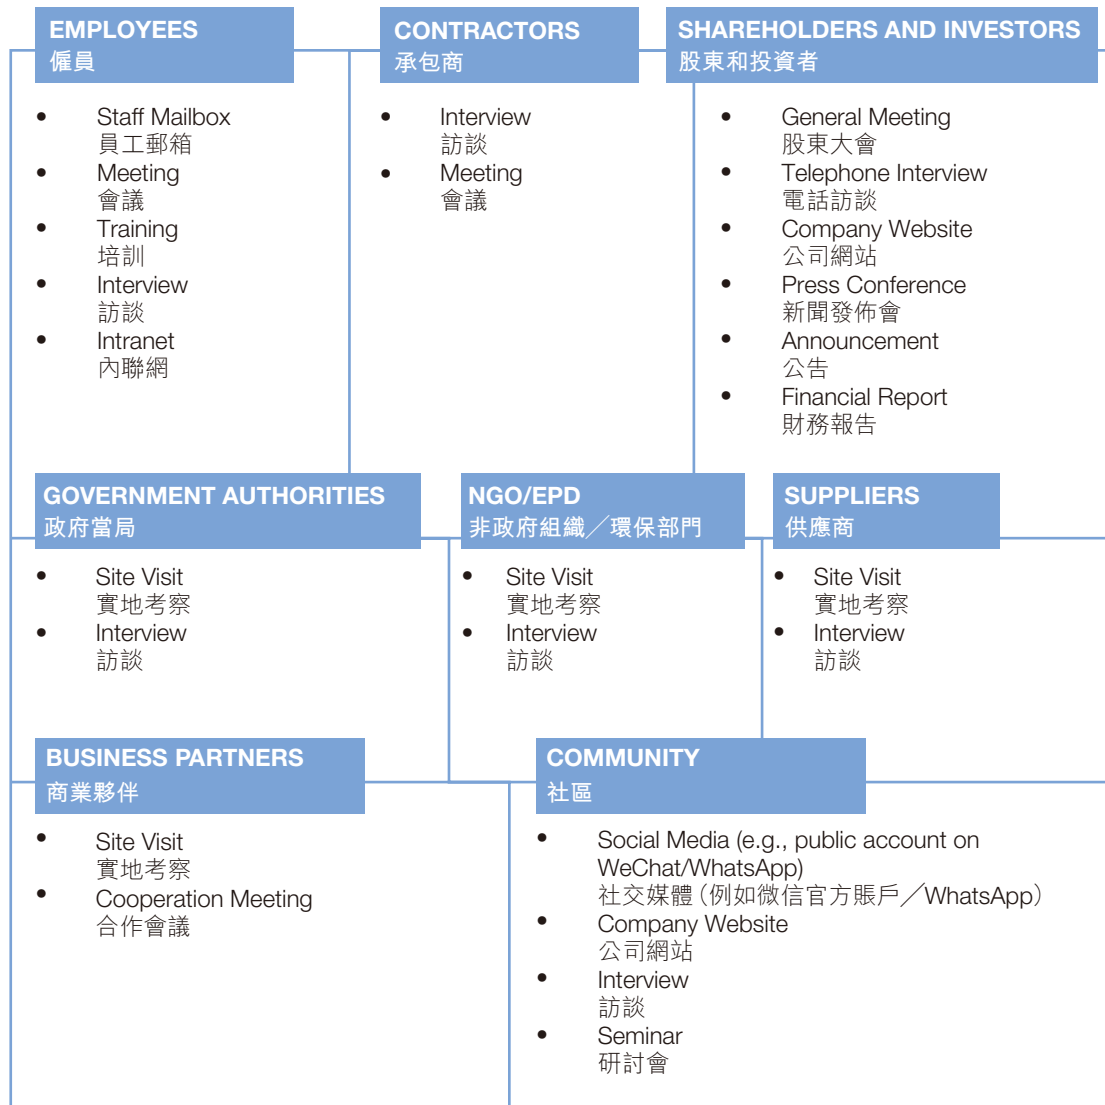 EMPLOYEES
僱員
Staff Mailbox
員工郵箱
Meeting
會議
Training
培訓
Interview
訪談
Intranet
內聯網
CONTRACTORS
承包商
Interview
訪談
Meeting
會議
SHAREHOLDERS AND INVESTORS
股東和投資者
General Meeting
股東大會
Telephone Interview
電話訪談
Company Website
公司網站
Press Conference
新聞發佈會
Announcement
公告
Financial Report
財務報告
GOVERNMENT AUTHORITIES
政府當局
Site Visit
實地考察
Interview
訪談
NGO/EPD
非政府組織╱環保部門
Site Visit
實地考察
Interview
訪談
SUPPLIERS
供應商
Site Visit
實地考察
Interview
訪談
BUSINESS PARTNERS
商業夥伴
Site Visit
實地考察
Cooperation Meeting
合作會議
COMMUNITY
社區
Social Media (e.g., public account on
WeChat/WhatsApp)
社交媒體（例如微信官方賬戶╱WhatsApp）
Company Website
公司網站
Interview
訪談
Seminar
研討會